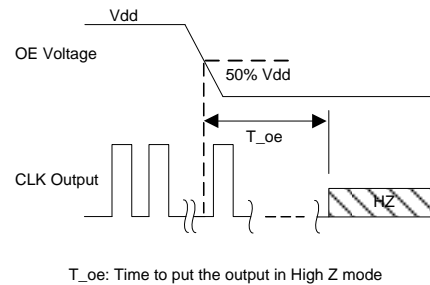 Vdd
OE Voltage
50% Vdd
T_oe
CLK Output
HZ
T_oe: Time to put the output in High Z mode